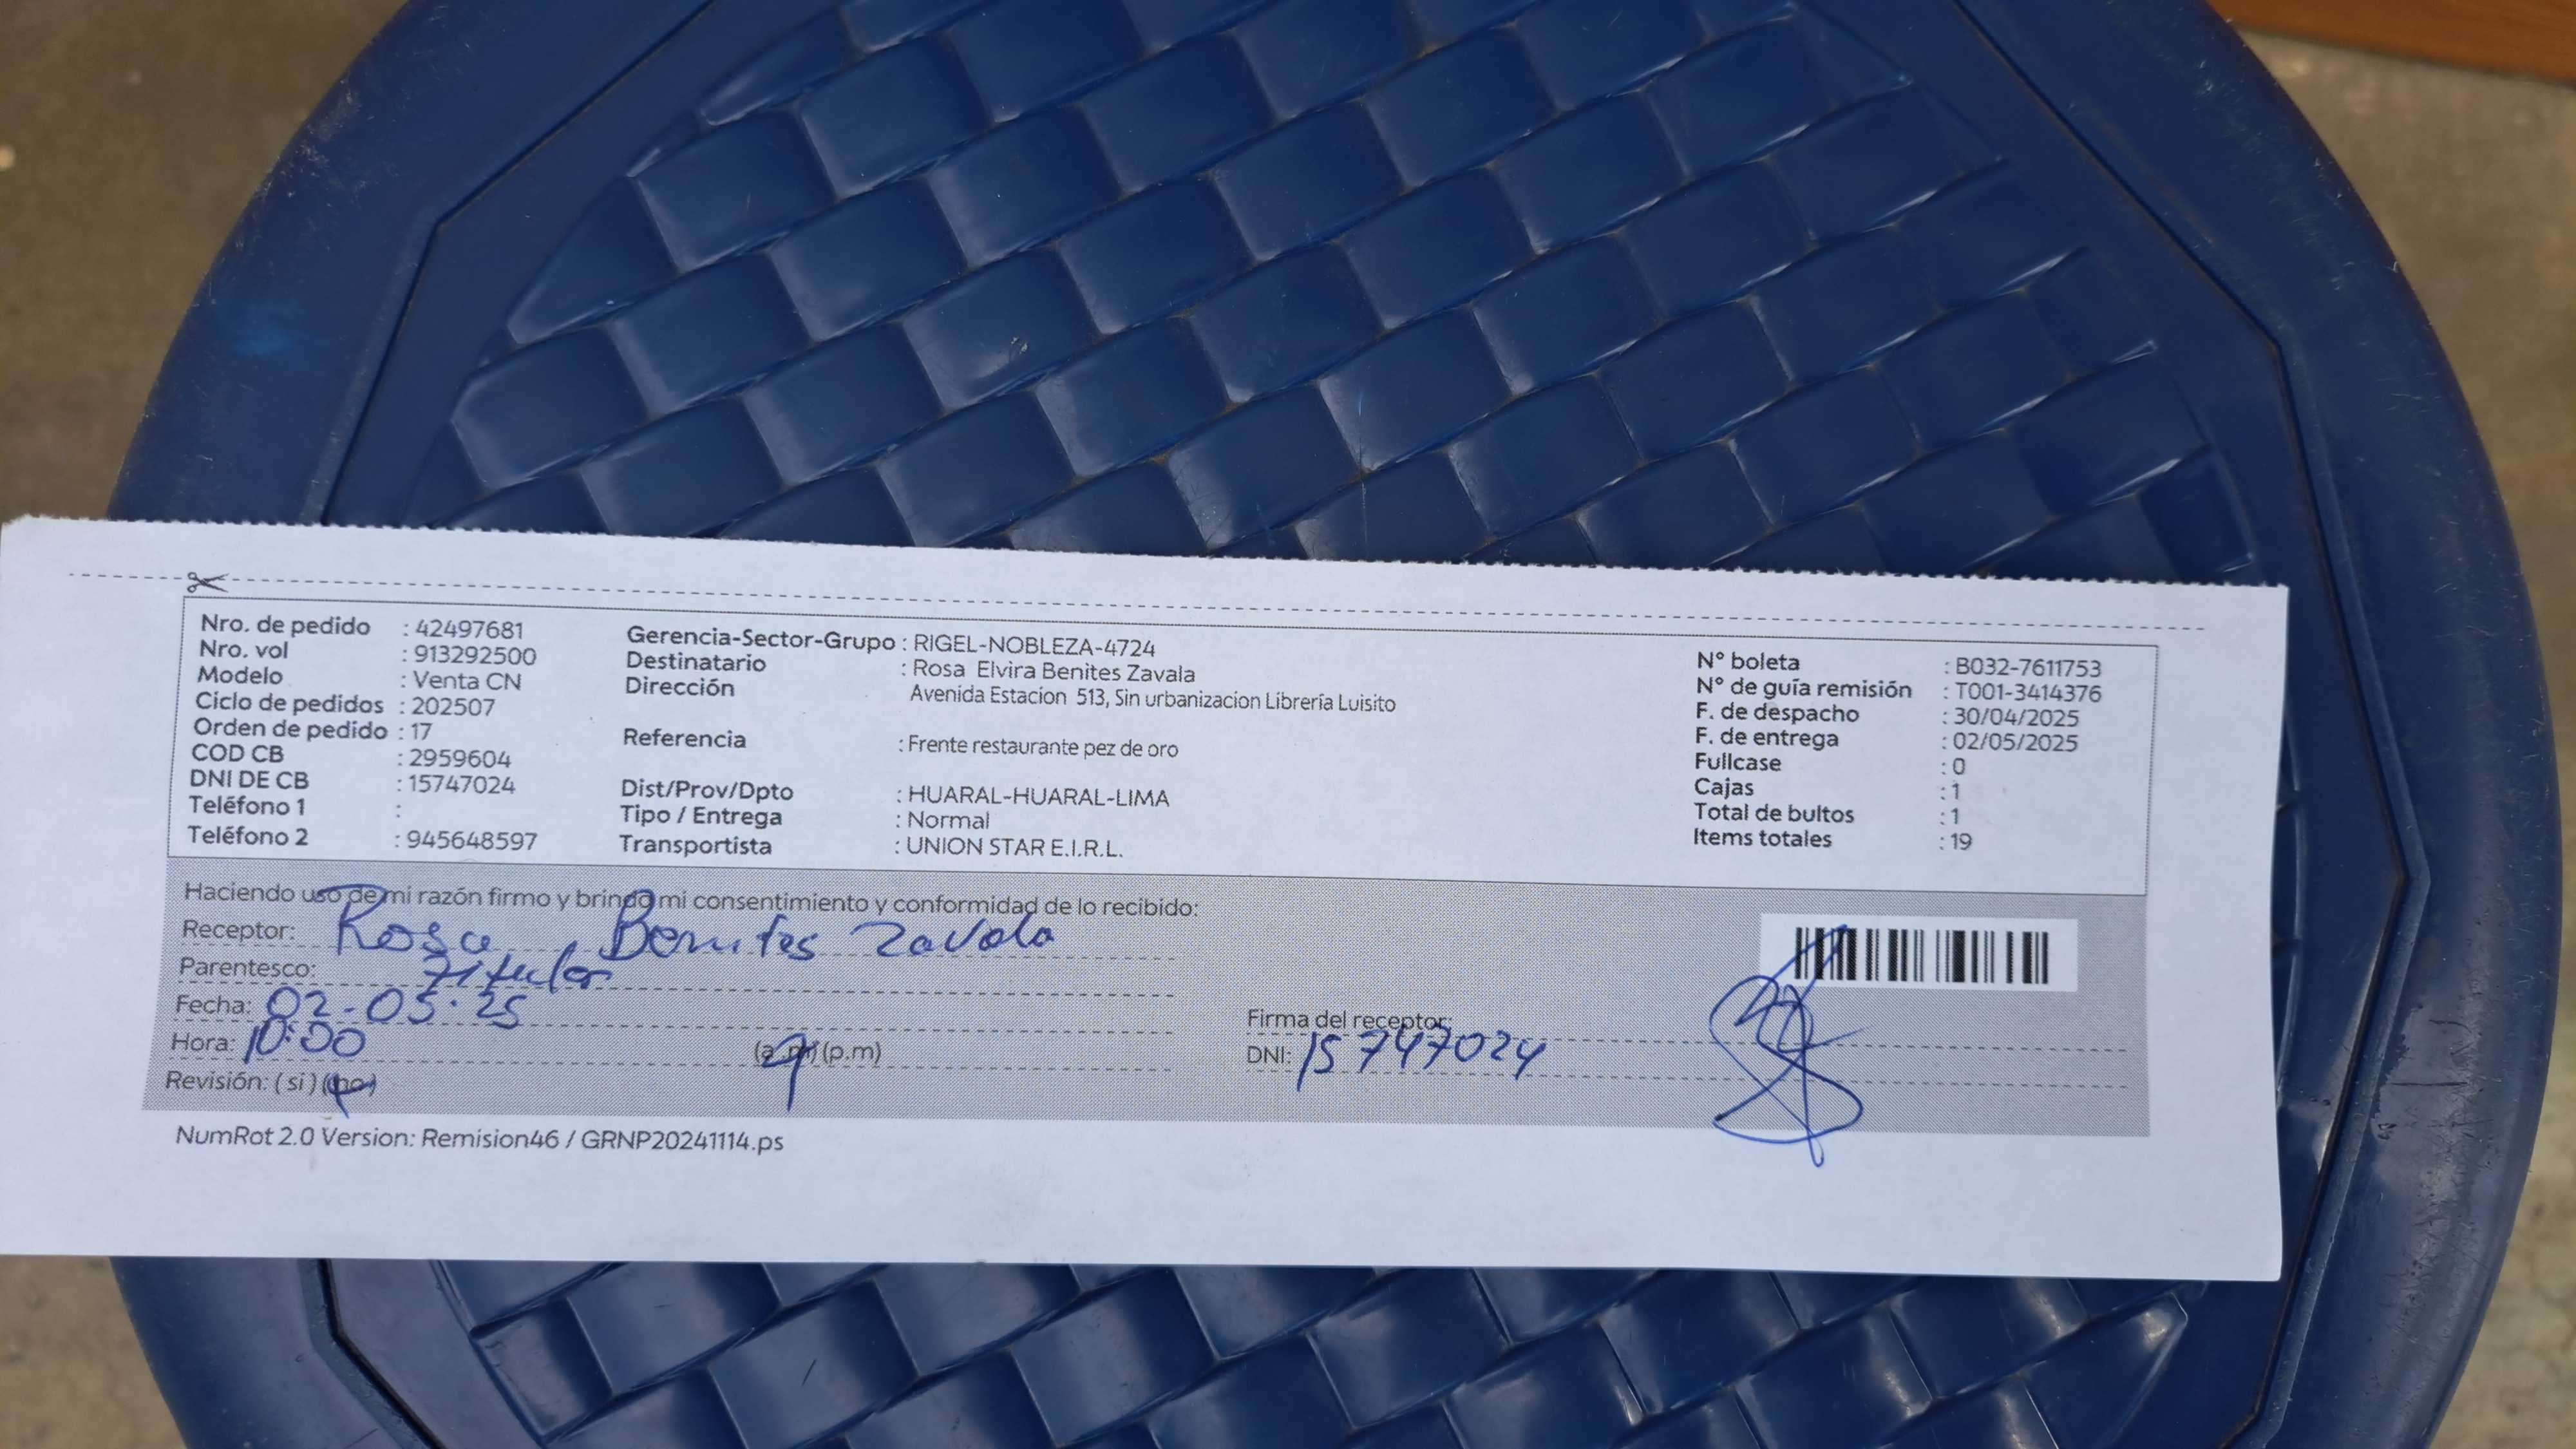 Nro. de pedido : 42497681
Nro. vol : 913292500
Modelo : Venta CN
Ciclo de pedidos : 202507
Orden de pedido : 17
COD CB : 2959604
DNI DE CB : 15747024
Teléfono 1 :
Teléfono 2 : 945648597
Gerencia-Sector-Grupo : RIGEL-NOBLEZA-4724
Destinatario : Rosa Elvira Benites Zavala
Dirección Avenida Estacion 513, Sin urbanizacion Librería Luisito
Referencia : Frente restaurante pez de oro
Dist/Prov/Dpto : HUARAL-HUARAL-LIMA
Tipo / Entrega : Normal
Transportista : UNION STAR E.I.R.L.
N° boleta : B032-7611753
N° de guía remisión : T001-3414376
F. de despacho : 30/04/2025
F. de entrega : 02/05/2025
Fullcase : 0
Cajas : 1
Total de bultos : 1
Items totales : 19
Haciendo uso de mi razón firmo y brindo mi consentimiento y conformidad de lo recibido:
Receptor: Rosa Benites Zavala
Parentesco: Titular
Fecha: 02-05-25
Hora: 10:00 (a.m) (p.m)
Revisión: (si) (no)
Firma del receptor:
DNI: 15747024
NumRot 2.0 Version: Remision46 / GRNP20241114.ps